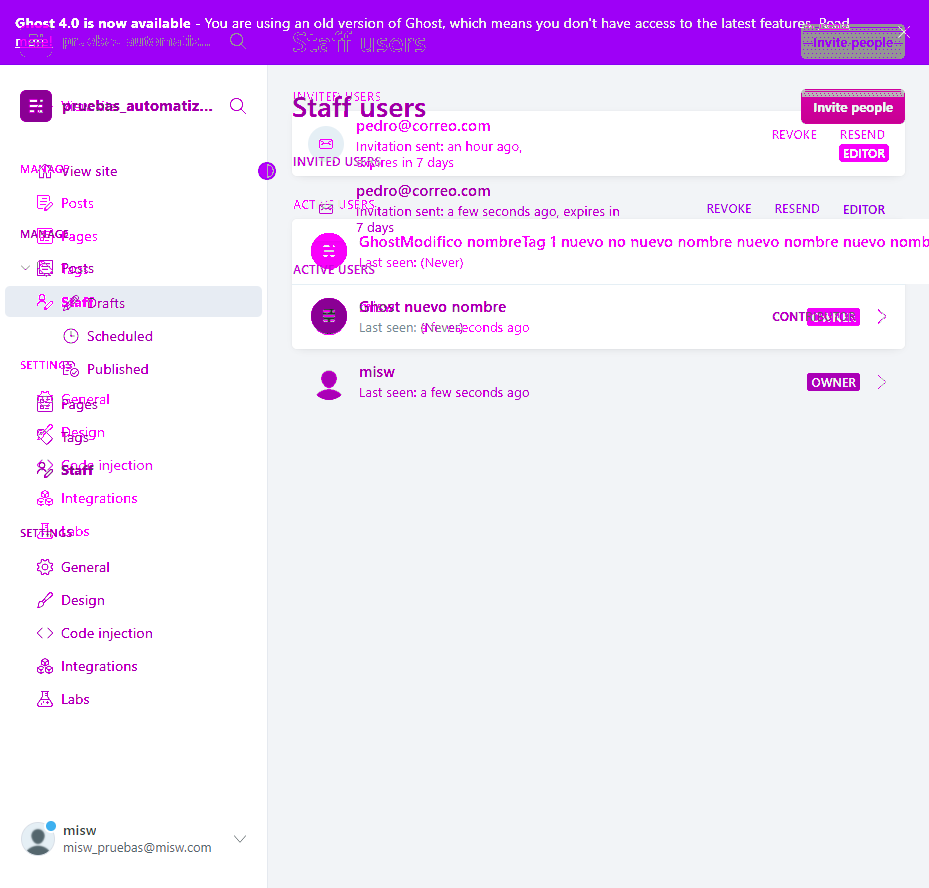 Ghost 4.0 is now available - You are using an old version of Ghost, which means you don't have access to the latest features. Read
more!
pruebas_automatiz...
Staff users
Invite people
pruebas_automatiz...
View site
INVITED USERS
Staff users
Invite people
pedro@correo.com
Invitation sent: an hour ago,
expires in 7 days
REVOKE
RESEND
EDITOR
MANAGE
View site
INVITED USERS
Posts
pedro@correo.com
Invitation sent: a few seconds ago, expires in
7 days
REVOKE
RESEND
EDITOR
ACTIVE USERS
MANAGE
Pages
GhostModifico nombreTag 1 nuevo no nuevo nombre nuevo nombre nuevo nomb
Last seen: (Never)
Posts
Tags
ACTIVE USERS
Staff
Drafts
Ghost nuevo nombre
misw
Last seen: (Never)
a few seconds ago
CONTRIBUTOR
OWNER
Scheduled
SETTINGS
Published
misw
Last seen: a few seconds ago
OWNER
General
Pages
Design
Tags
Code injection
Staff
Integrations
Labs
SETTINGS
General
Design
Code injection
Integrations
Labs
misw
misw_pruebas@misw.com